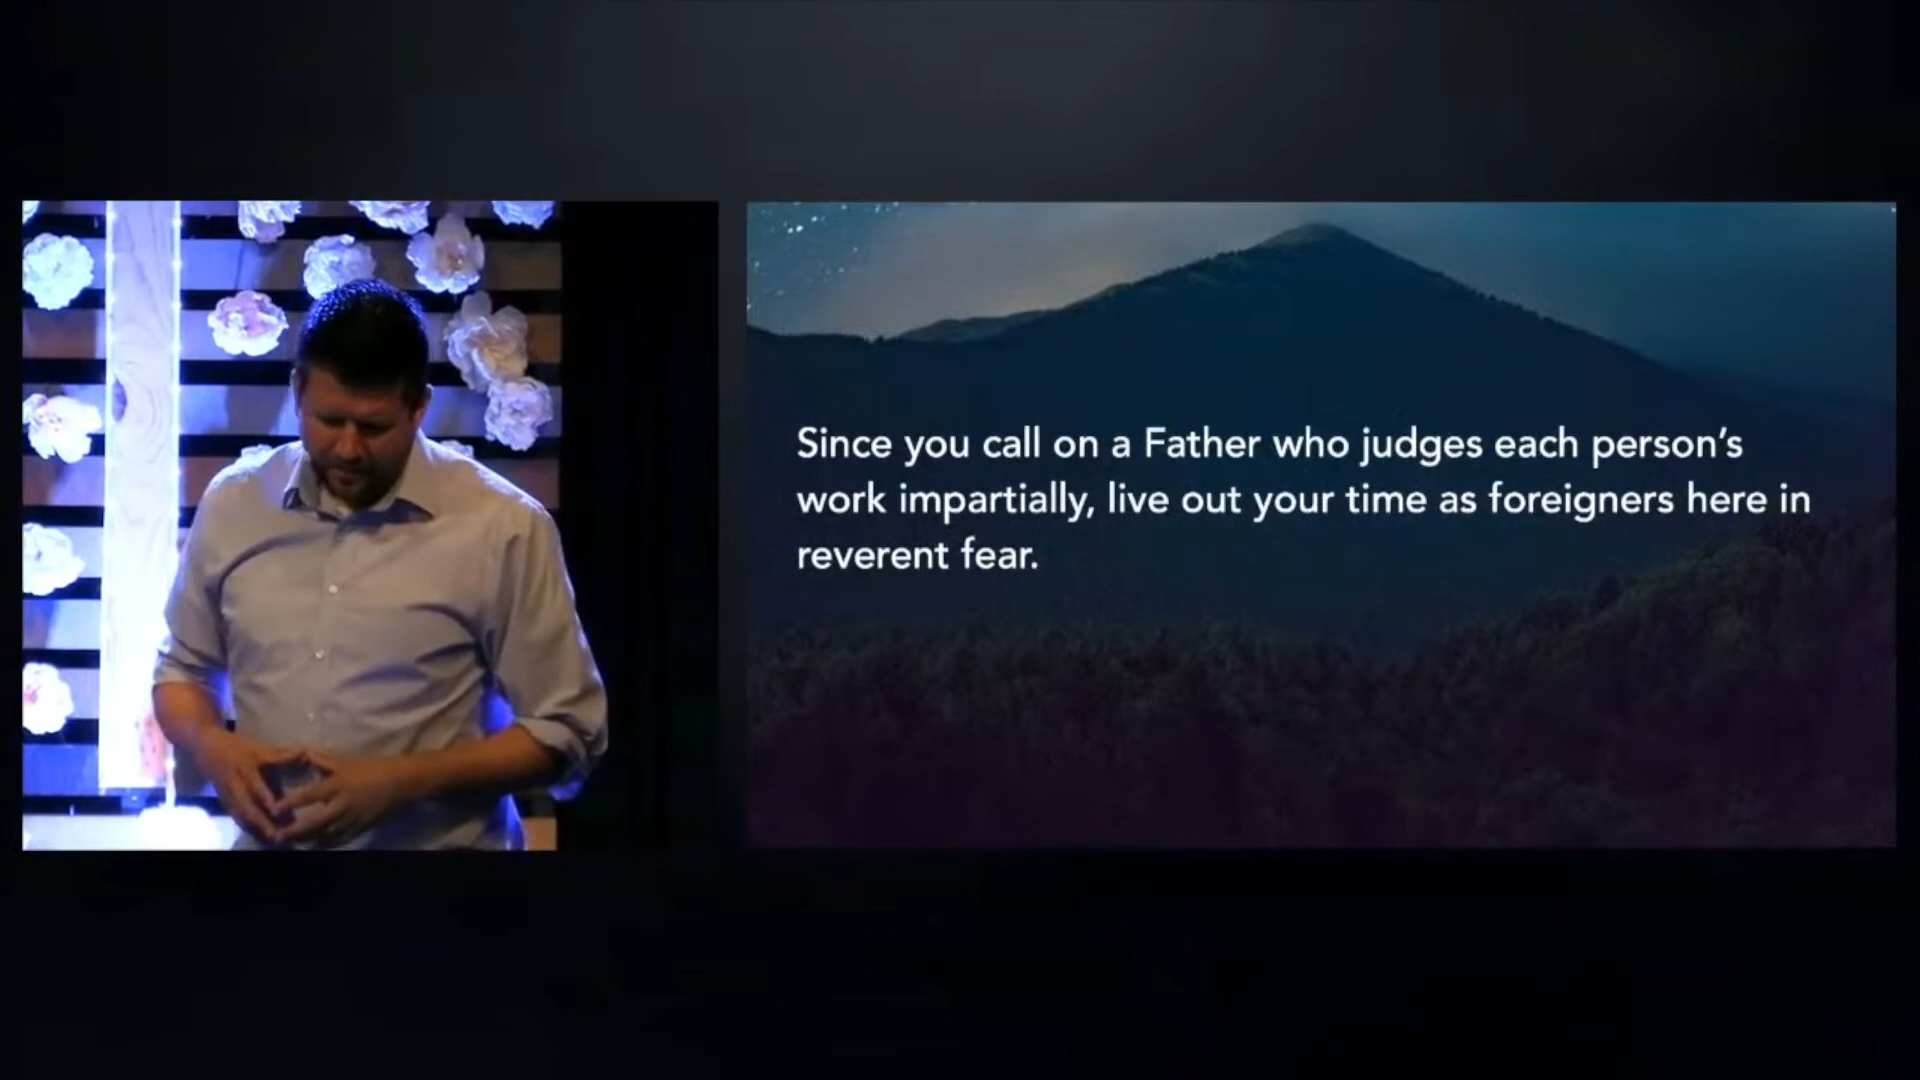 Since you call on a Father who judges each person's
work impartially, live out your time as foreigners here in
reverent fear.